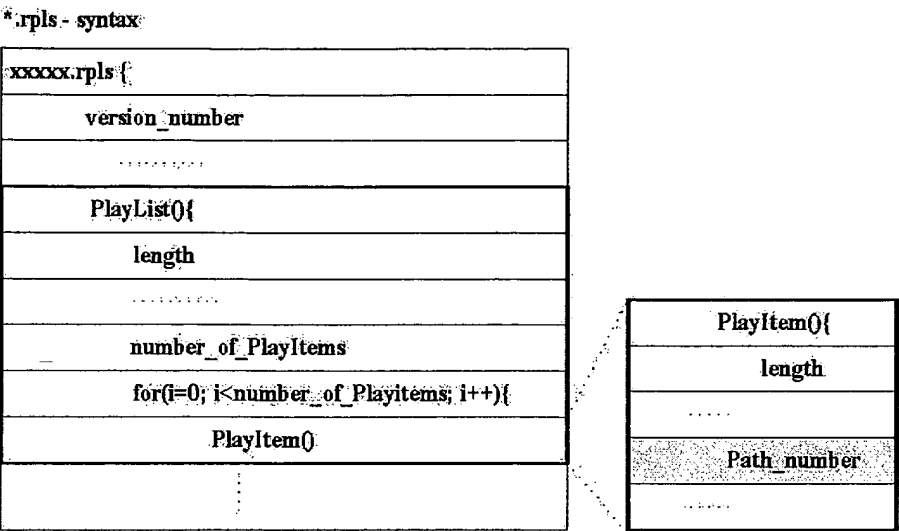 *.rpls - syntax
xxxxx.rpls {
version_number
..........
PlayList(){
length
..........
number_of_PlayItems
for(i=0; i<number_of_Playitems; i++){
PlayItem()
PlayItem(){
length
.....
Path_number
......